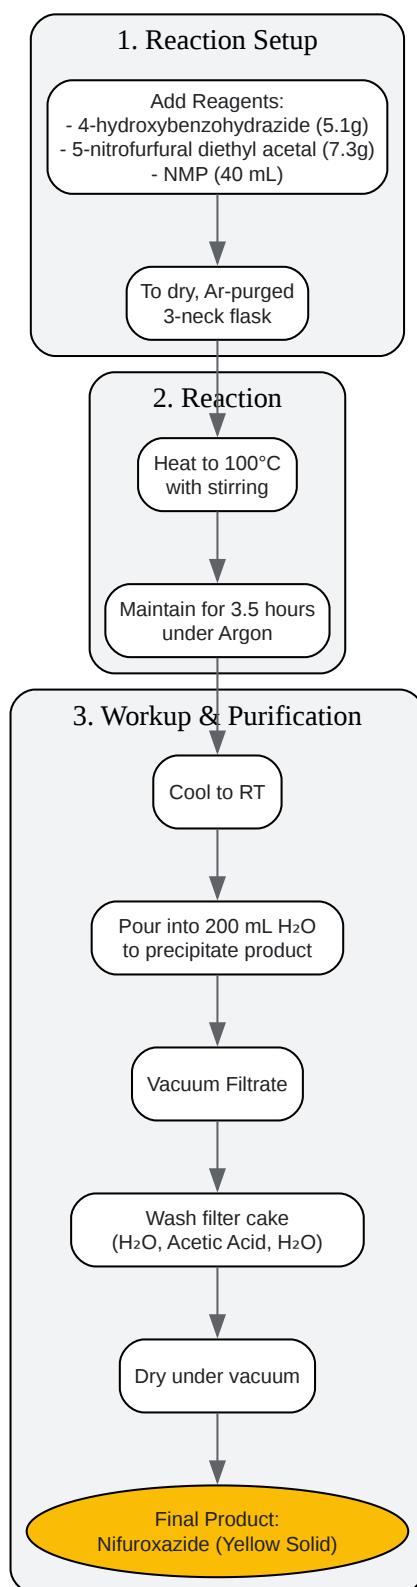 1. Reaction Setup
Add Reagents:
- 4-hydroxybenzohydrazide (5.1g)
- 5-nitrofurfural diethyl acetal (7.3g)
- NMP (40 mL)
To dry, Ar-purged
3-neck flask
2. Reaction
Heat to 100°C
with stirring
Maintain for 3.5 hours
under Argon
3. Workup & Purification
Cool to RT
Pour into 200 mL H₂O
to precipitate product
Vacuum Filtrate
Wash filter cake
(H₂O, Acetic Acid, H₂O)
Dry under vacuum
Final Product:
Nifuroxazide (Yellow Solid)